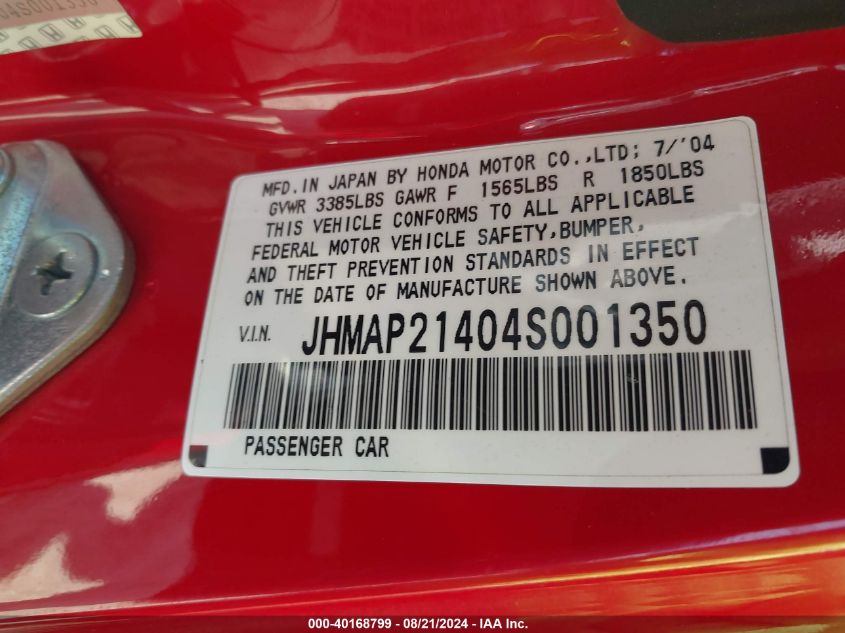 04S001350
MFD. IN JAPAN BY HONDA MOTOR CO.,LTD; 7/'04
GVWR 3385LBS GAWR F 1565LBS R 1850LBS
THIS VEHICLE CONFORMS TO ALL APPLICABLE
FEDERAL MOTOR VEHICLE SAFETY,BUMPER,
AND THEFT PREVENTION STANDARDS IN EFFECT
ON THE DATE OF MANUFACTURE SHOWN ABOVE.
V.I.N. JHMAP21404S001350
PASSENGER CAR
000-40168799 - 08/21/2024 - IAA Inc.